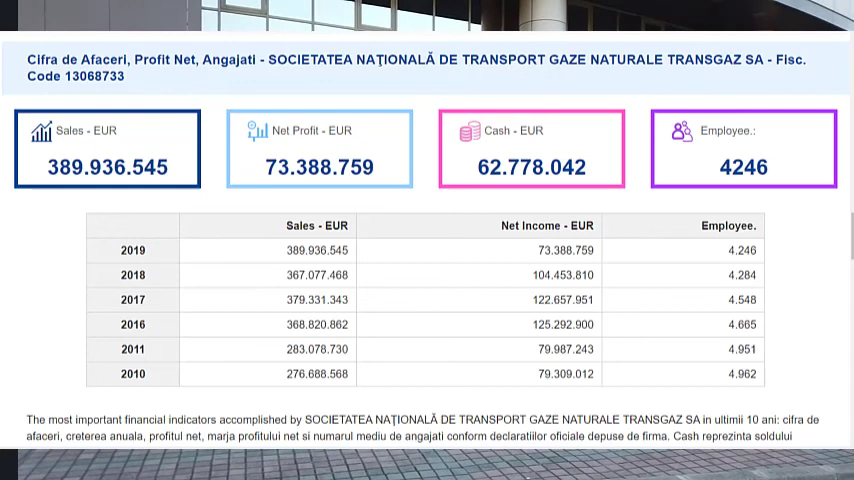 Cifra de Afaceri, Profit Net, Angajati - SOCIETATEA NAŢIONALĂ DE TRANSPORT GAZE NATURALE TRANSGAZ SA - Fisc.
Code 13068733
Sales - EUR
389.936.545
Net Profit - EUR
73.388.759
Cash - EUR
62.778.042
Employee.:
4246
Sales - EUR Net Income - EUR Employee.
2019 389.936.545 73.388.759 4.246
2018 367.077.468 104.453.810 4.284
2017 379.331.343 122.657.951 4.548
2016 368.820.862 125.292.900 4.665
2011 283.078.730 79.987.243 4.951
2010 276.688.568 79.309.012 4.962
The most important financial indicators accomplished by SOCIETATEA NAŢIONALĂ DE TRANSPORT GAZE NATURALE TRANSGAZ SA in ultimii 10 ani: cifra de
afaceri, creterea anuala, profitul net, marja profitului net si numarul mediu de angajati conform declaratiilor oficiale depuse de firma. Cash reprezinta soldului